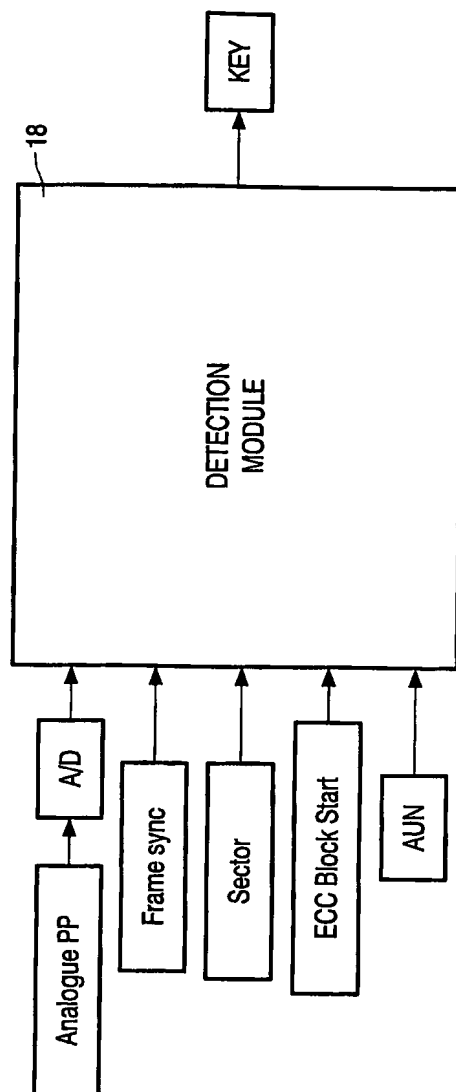 Analogue PP
A/D
Frame sync
Sector
ECC Block Start
AUN
DETECTION
MODULE
18
KEY